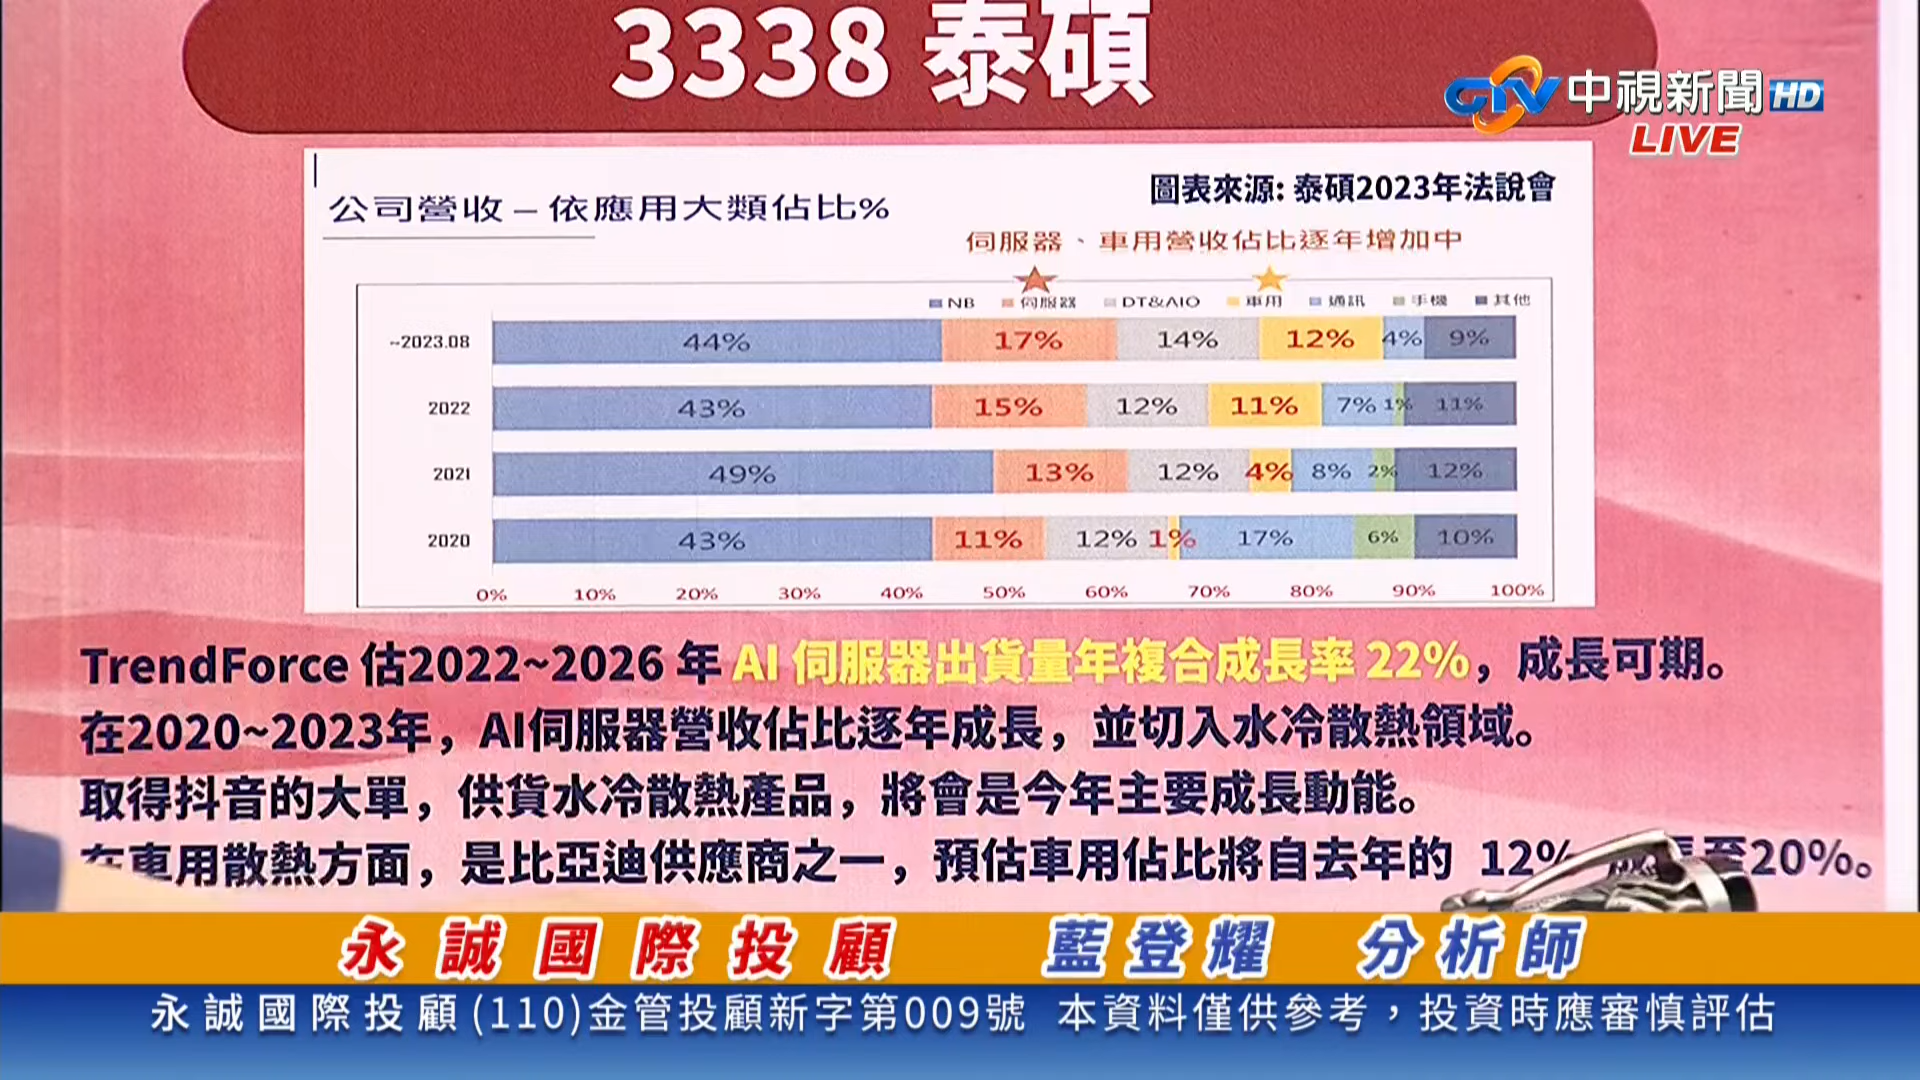 3338 泰碩
CTV 中視新聞 HD
LIVE
公司營收 – 依應用大類佔比%
圖表來源: 泰碩2023年法說會
伺服器、車用營收佔比逐年增加中
NB 伺服器 DT&AIO 車用 通訊 手機 其他
~2023.08 44% 17% 14% 12% 4% 9%
2022 43% 15% 12% 11% 7% 1% 11%
2021 49% 13% 12% 4% 8% 2% 12%
2020 43% 11% 12% 1% 17% 6% 10%
0% 10% 20% 30% 40% 50% 60% 70% 80% 90% 100%
TrendForce 估2022~2026 年 AI 伺服器出貨量年複合成長率 22%，成長可期。
在2020~2023年，AI伺服器營收佔比逐年成長，並切入水冷散熱領域。
取得抖音的大單，供貨水冷散熱產品，將會是今年主要成長動能。
在車用散熱方面，是比亞迪供應商之一，預估車用佔比將自去年的 12% 至20%。
永誠國際投顧 藍登耀 分析師
永誠國際投顧(110)金管投顧新字第009號 本資料僅供參考，投資時應審慎評估